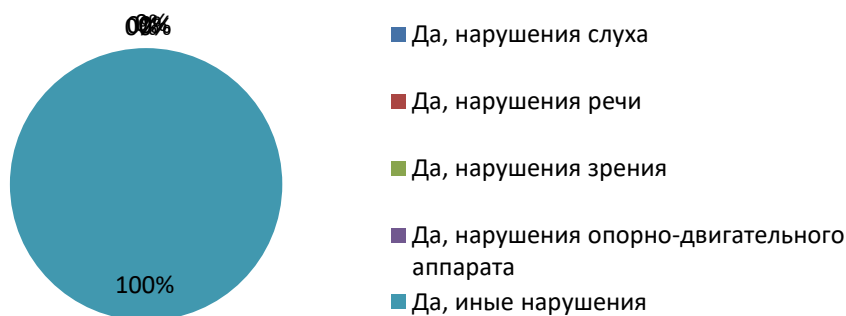 Да, нарушения слуха
Да, нарушения речи
Да, нарушения зрения
Да, нарушения опорно-двигательного
аппарата
Да, иные нарушения
100%